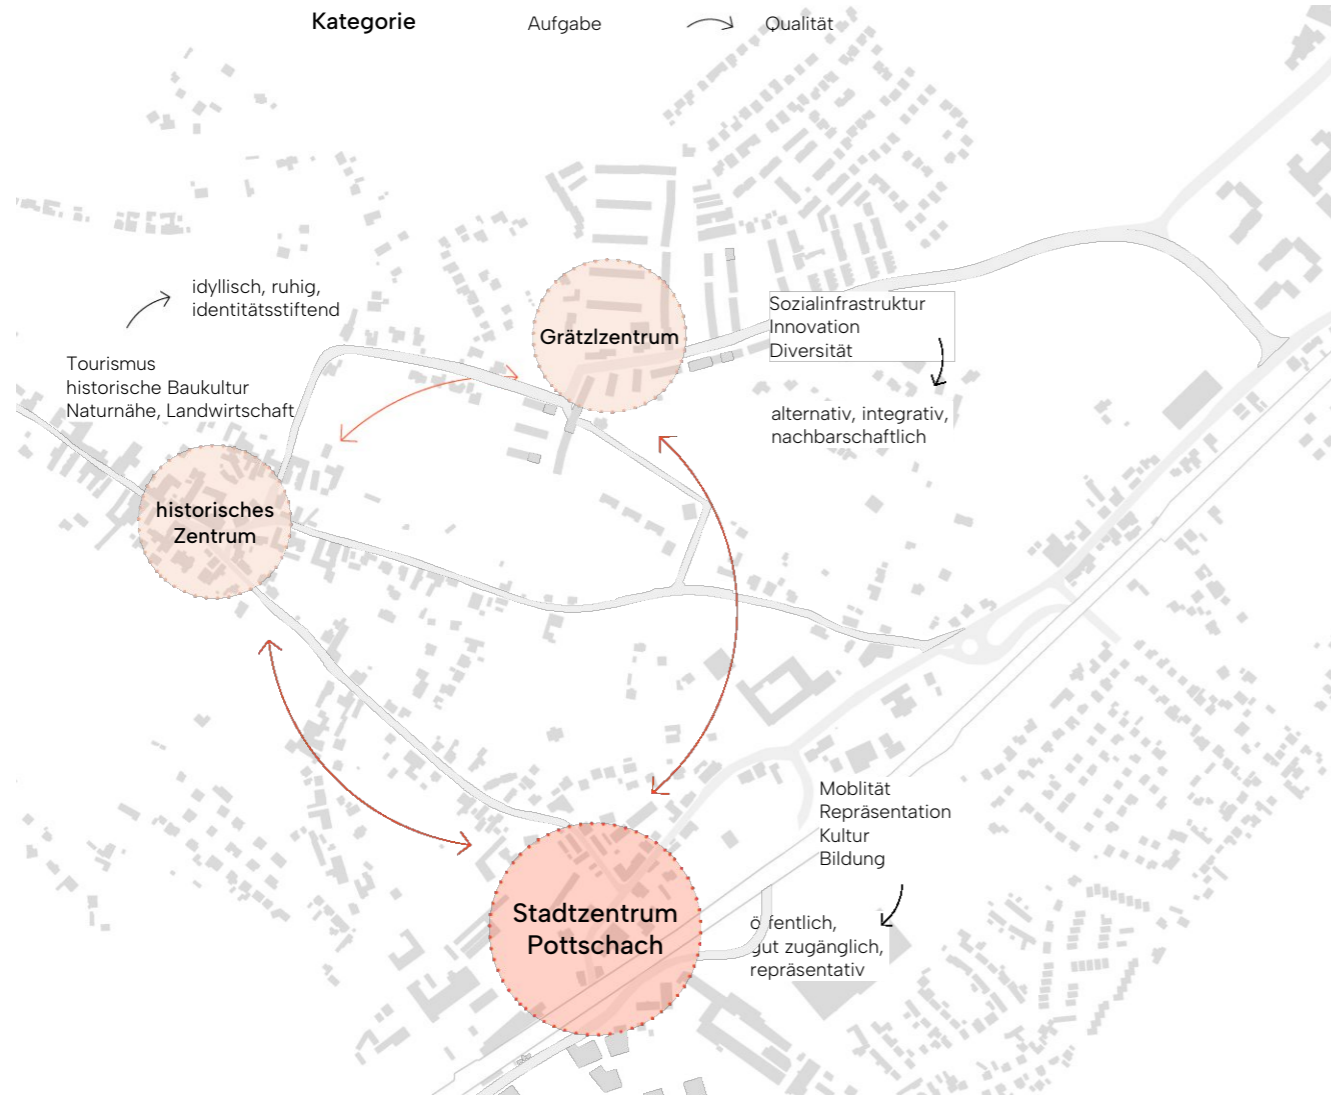 Kategorie Aufgabe Qualität
idyllisch, ruhig,
identitätsstiftend
Tourismus
historische Baukultur
Naturnähe, Landwirtschaft
Grätzlzentrum
Sozialinfrastruktur
Innovation
Diversität
alternativ, integrativ,
nachbarschaftlich
historisches
Zentrum
Moblität
Repräsentation
Kultur
Bildung
Stadtzentrum
Pottschach
öffentlich,
gut zugänglich,
repräsentativ